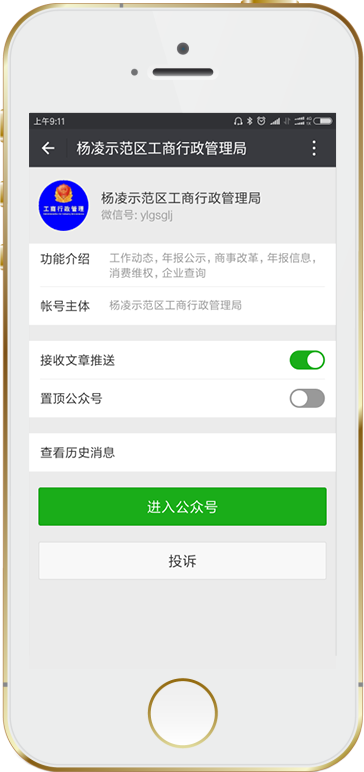 上午9:11
杨凌示范区工商行政管理局
工商行政管理
杨凌示范区工商行政管理局
微信号: ylgsglj
功能介绍
工作动态，年报公示，商事改革，年报信息，
消费维权，企业查询
帐号主体
杨凌示范区工商行政管理局
接收文章推送
置顶公众号
查看历史消息
进入公众号
投诉